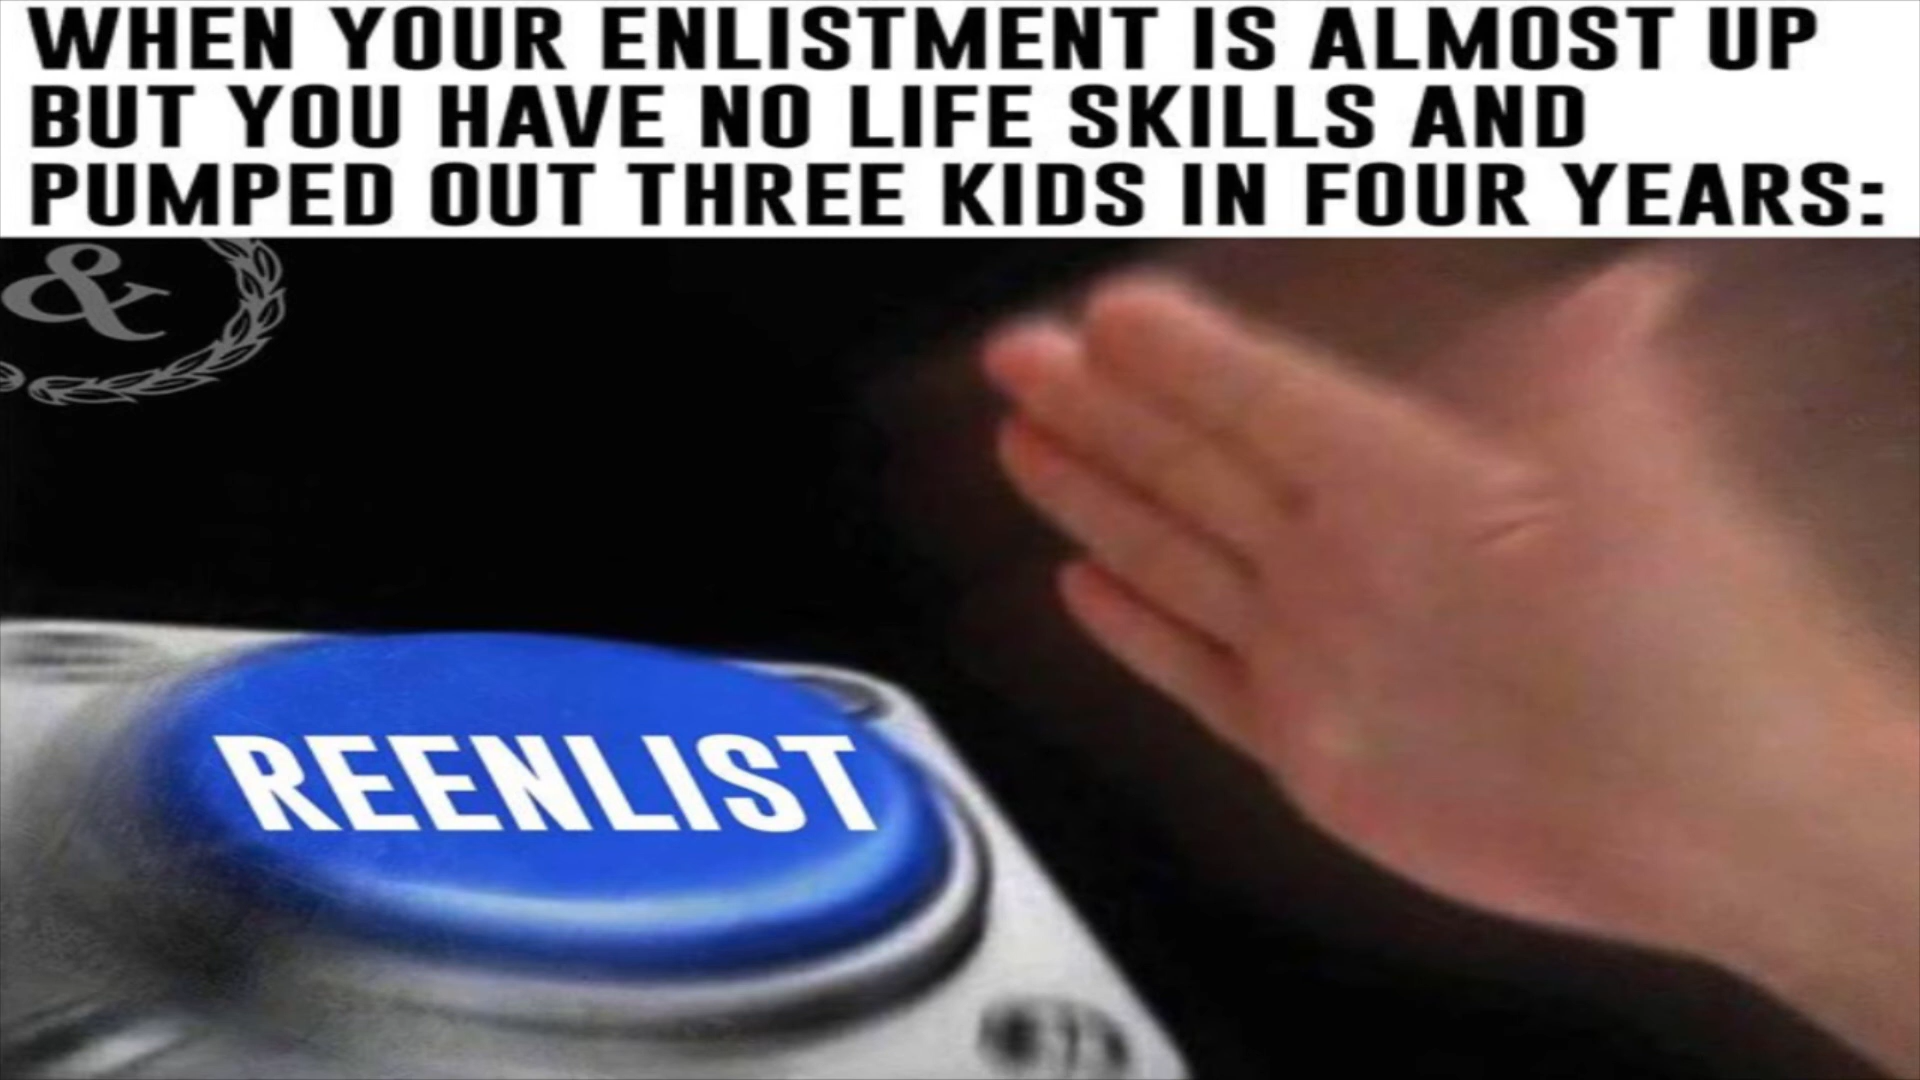 WHEN YOUR ENLISTMENT IS ALMOST UP
BUT YOU HAVE NO LIFE SKILLS AND
PUMPED OUT THREE KIDS IN FOUR YEARS:
&
REENLIST